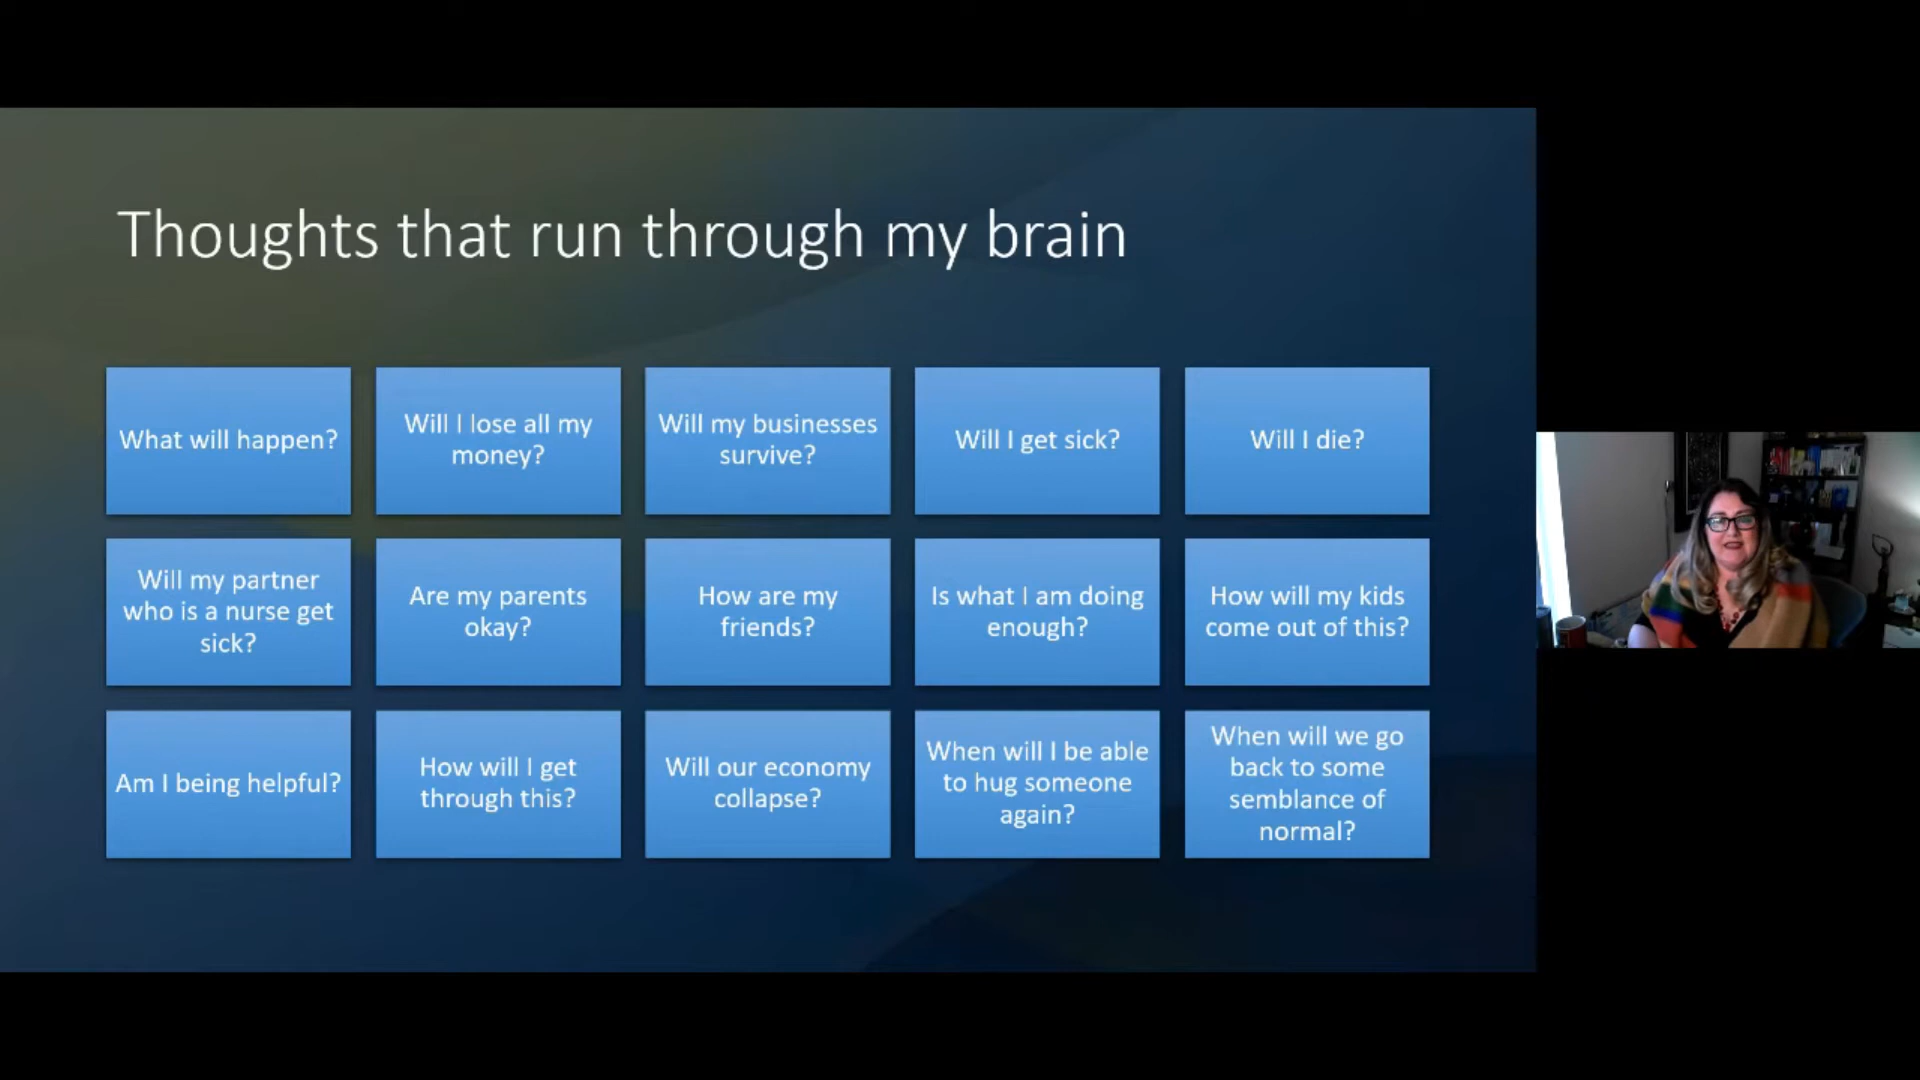 Thoughts that run through my brain
What will happen?
Will I lose all my
money?
Will my businesses
survive?
Will I get sick?
Will I die?
Will my partner
who is a nurse get
sick?
Are my parents
okay?
How are my
friends?
Is what I am doing
enough?
How will my kids
come out of this?
Am I being helpful?
How will I get
through this?
Will our economy
collapse?
When will I be able
to hug someone
again?
When will we go
back to some
semblance of
normal?